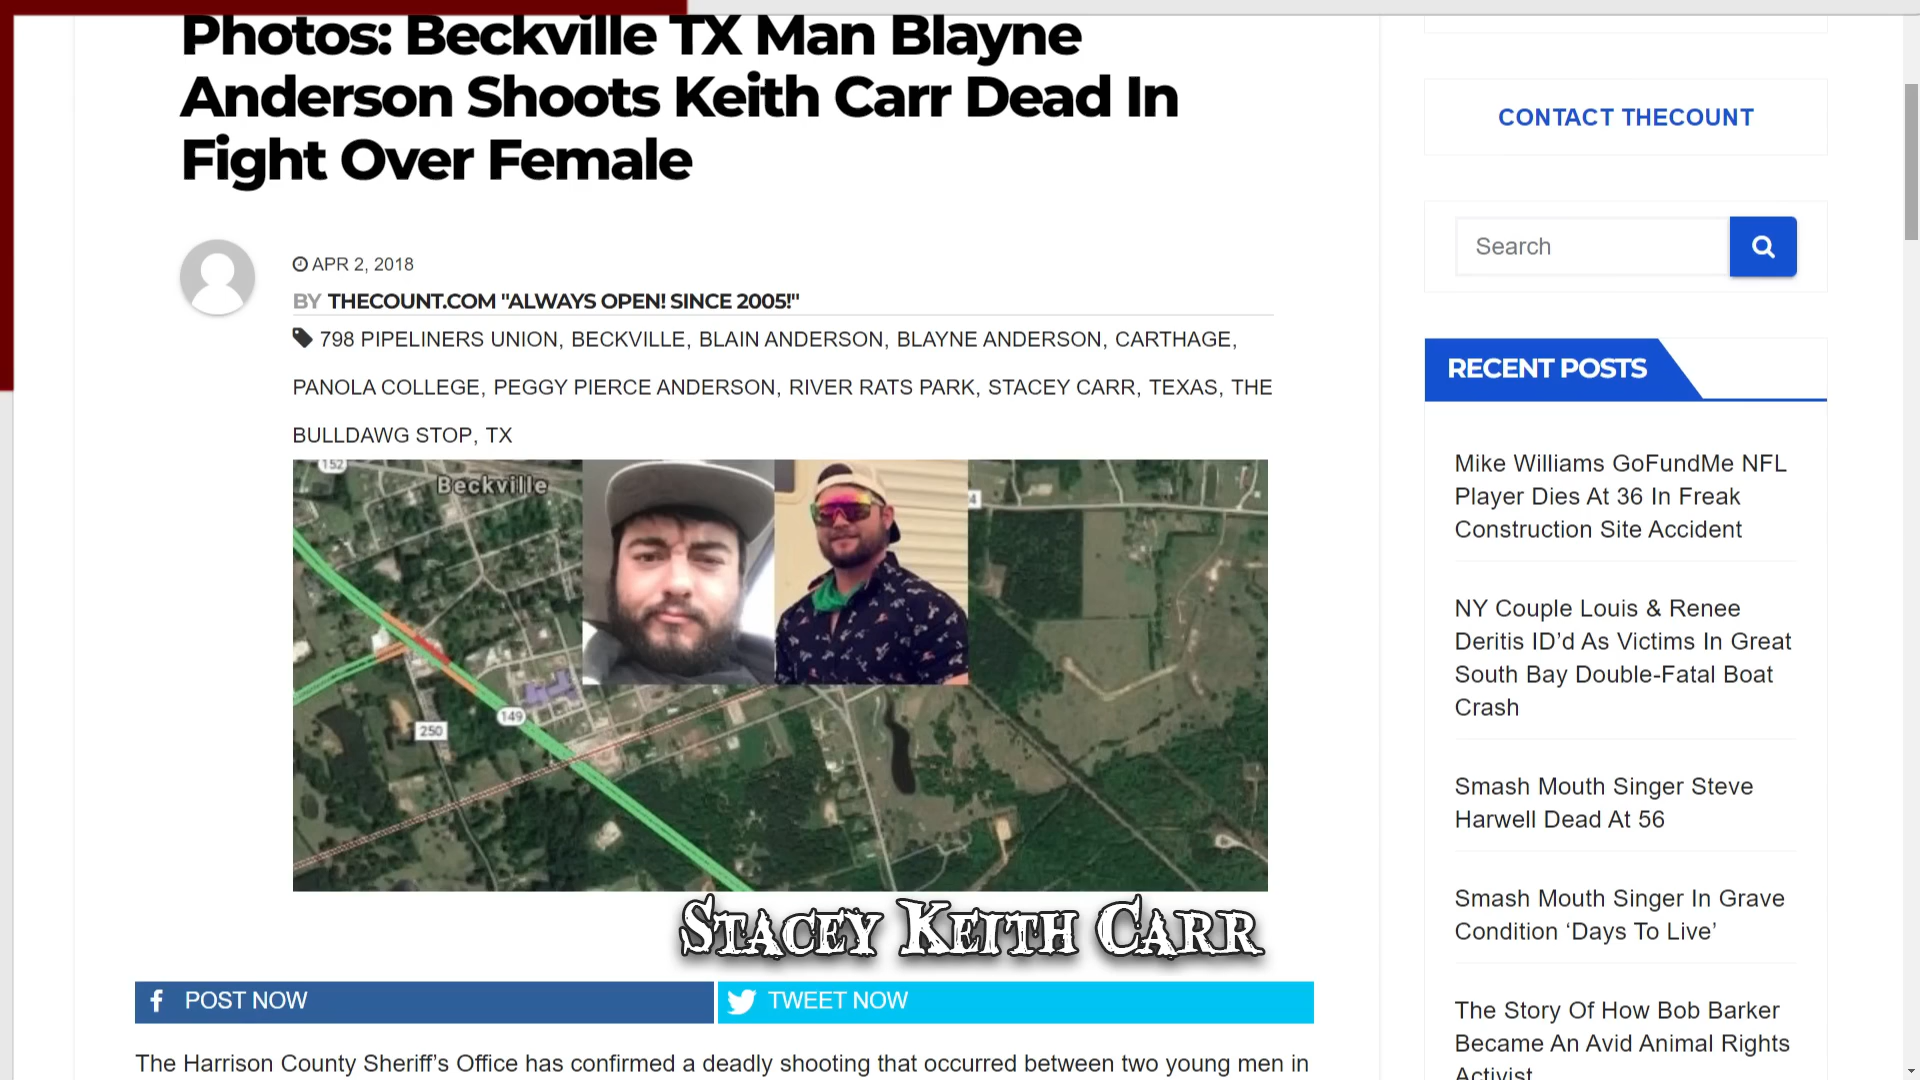 Photos: Beckville TX Man Blayne
Anderson Shoots Keith Carr Dead In
Fight Over Female
APR 2, 2018
BY THECOUNT.COM "ALWAYS OPEN! SINCE 2005!"
798 PIPELINERS UNION, BECKVILLE, BLAIN ANDERSON, BLAYNE ANDERSON, CARTHAGE,
PANOLA COLLEGE, PEGGY PIERCE ANDERSON, RIVER RATS PARK, STACEY CARR, TEXAS, THE
BULLDAWG STOP, TX
152
Beckville
4
149
250
STACEY KEITH CARR
POST NOW
TWEET NOW
The Harrison County Sheriff’s Office has confirmed a deadly shooting that occurred between two young men in
CONTACT THECOUNT
Search
RECENT POSTS
Mike Williams GoFundMe NFL
Player Dies At 36 In Freak
Construction Site Accident
NY Couple Louis & Renee
Deritis ID’d As Victims In Great
South Bay Double-Fatal Boat
Crash
Smash Mouth Singer Steve
Harwell Dead At 56
Smash Mouth Singer In Grave
Condition ‘Days To Live’
The Story Of How Bob Barker
Became An Avid Animal Rights
Activist